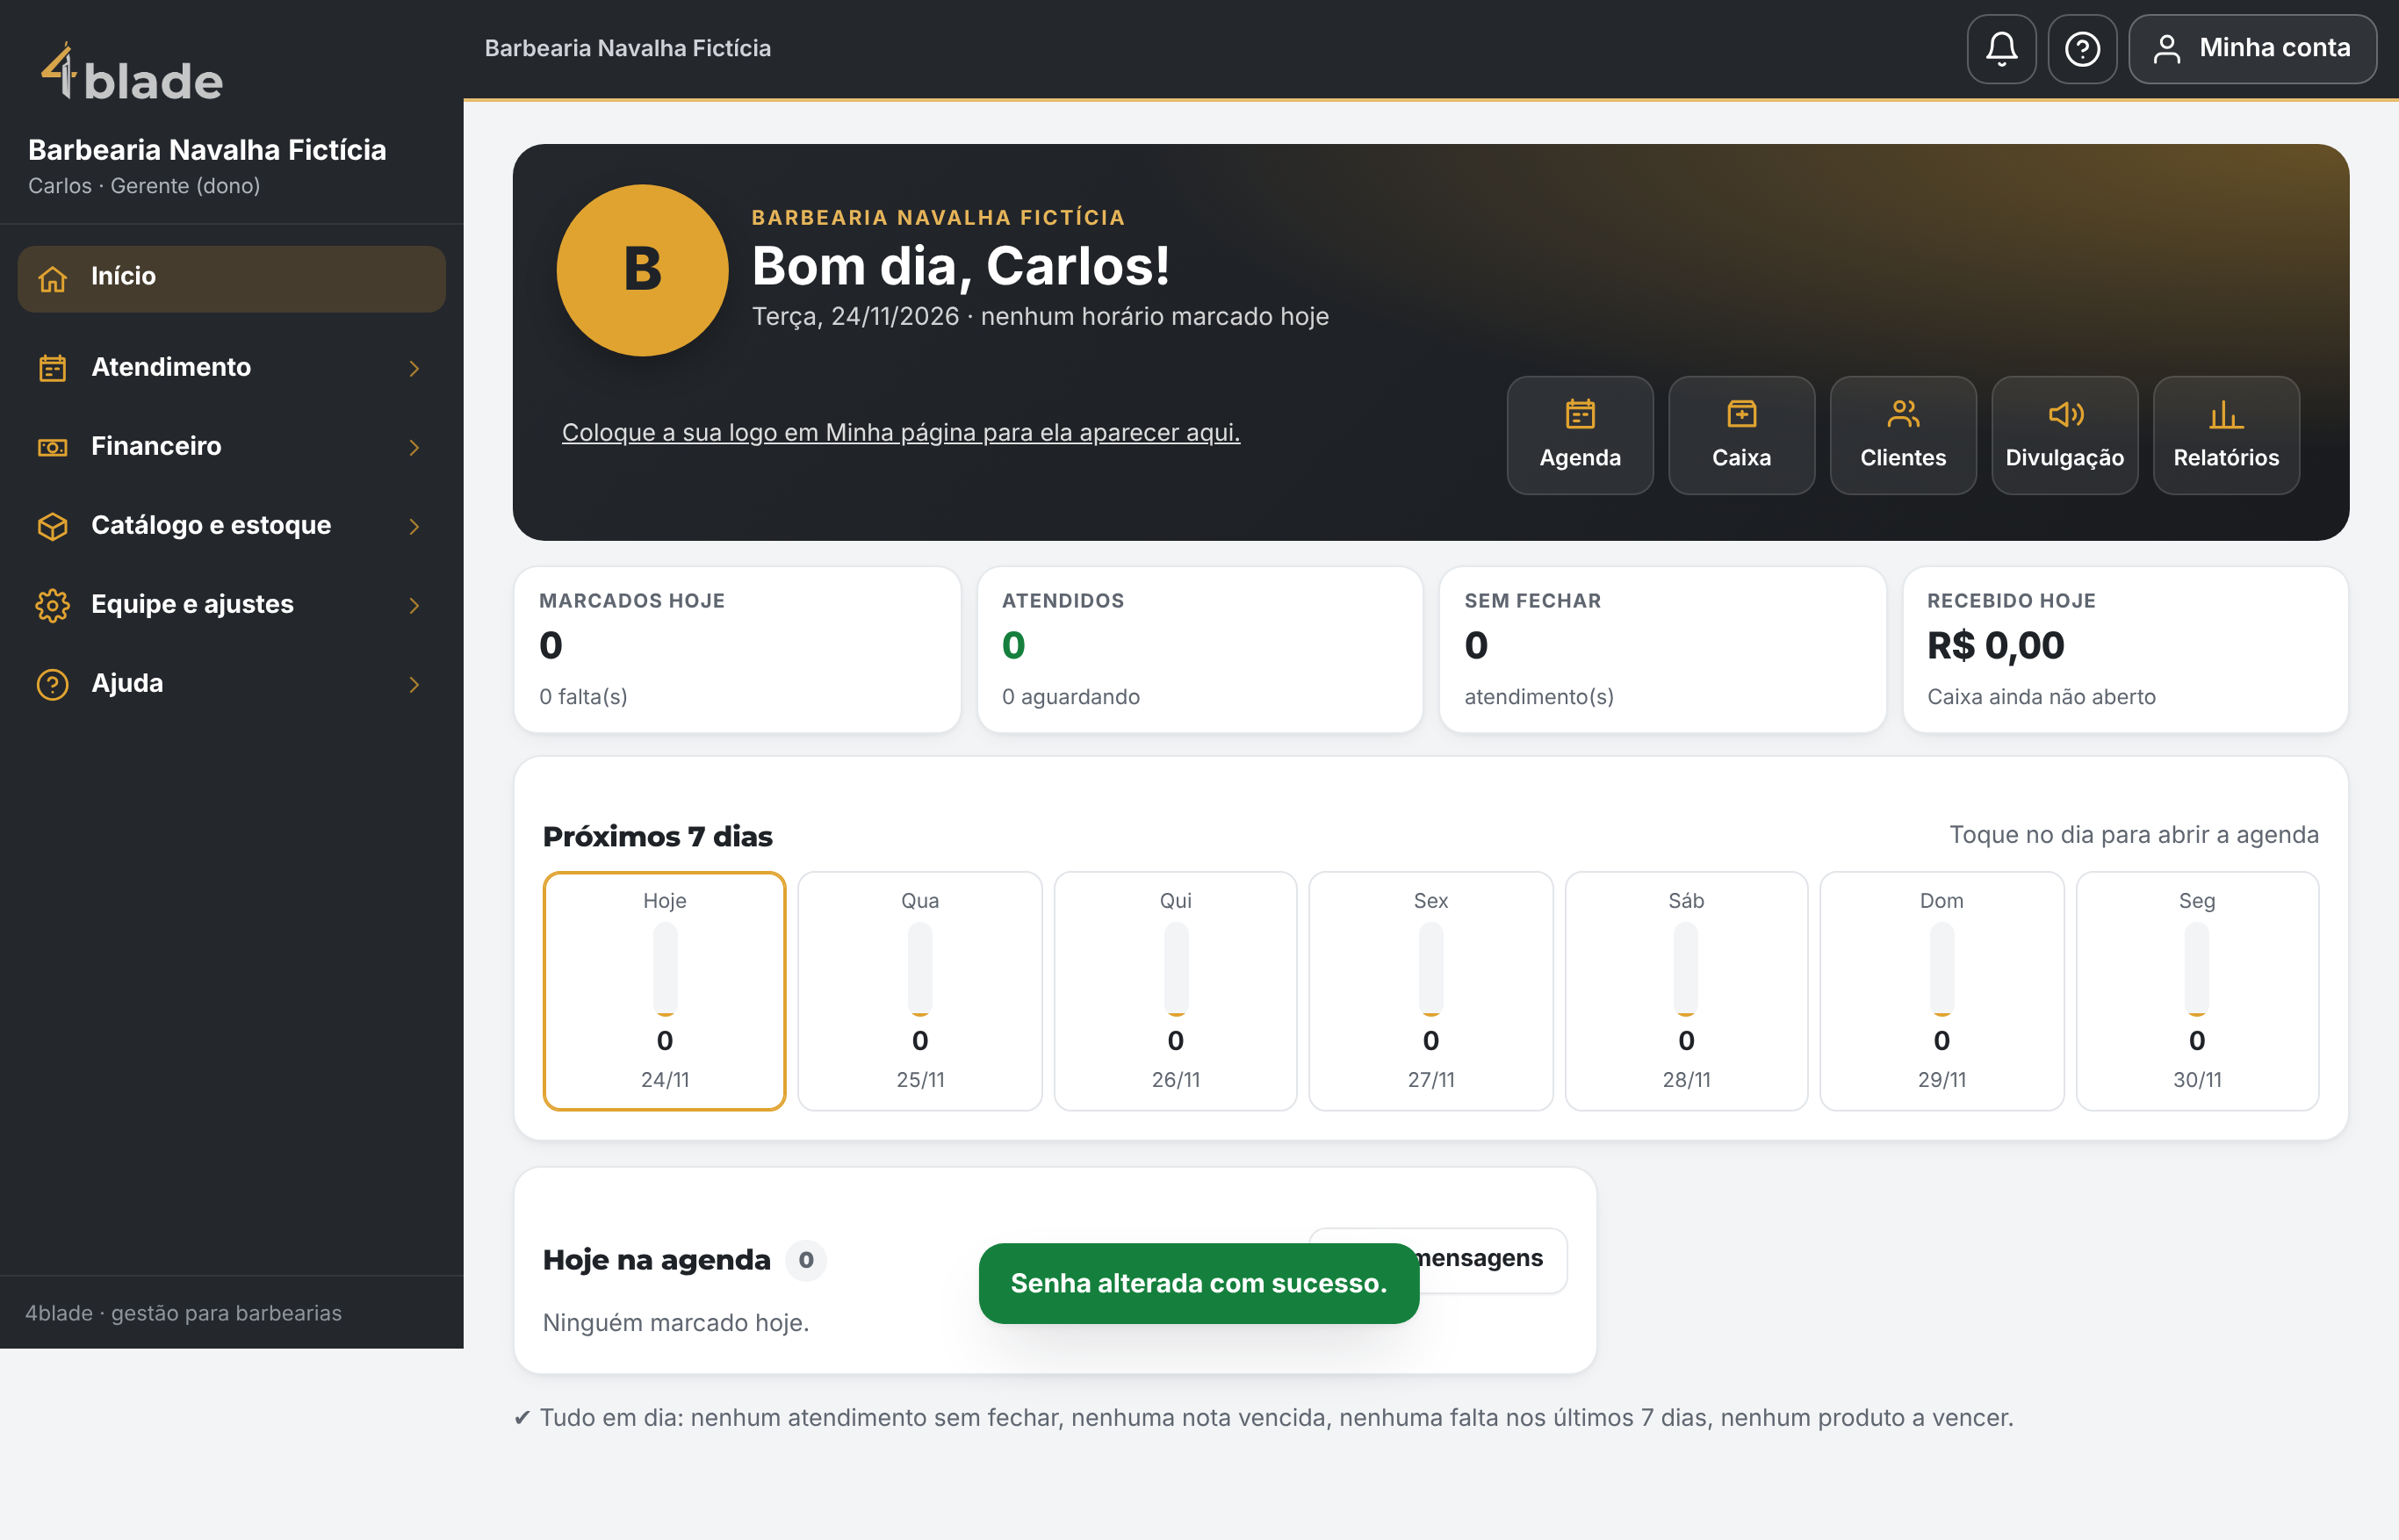 4blade
Barbearia Navalha Fictícia
Carlos · Gerente (dono)
Início
Atendimento
Financeiro
Catálogo e estoque
Equipe e ajustes
Ajuda
4blade · gestão para barbearias
Barbearia Navalha Fictícia
Minha conta
B
BARBEARIA NAVALHA FICTÍCIA
Bom dia, Carlos!
Terça, 24/11/2026 · nenhum horário marcado hoje
Coloque a sua logo em Minha página para ela aparecer aqui.
Agenda
Caixa
Clientes
Divulgação
Relatórios
MARCADOS HOJE
0
0 falta(s)
ATENDIDOS
0
0 aguardando
SEM FECHAR
0
atendimento(s)
RECEBIDO HOJE
R$ 0,00
Caixa ainda não aberto
Próximos 7 dias
Toque no dia para abrir a agenda
Hoje
0
24/11
Qua
0
25/11
Qui
0
26/11
Sex
0
27/11
Sáb
0
28/11
Dom
0
29/11
Seg
0
30/11
Hoje na agenda 0
mensagens
Ninguém marcado hoje.
Senha alterada com sucesso.
✔ Tudo em dia: nenhum atendimento sem fechar, nenhuma nota vencida, nenhuma falta nos últimos 7 dias, nenhum produto a vencer.